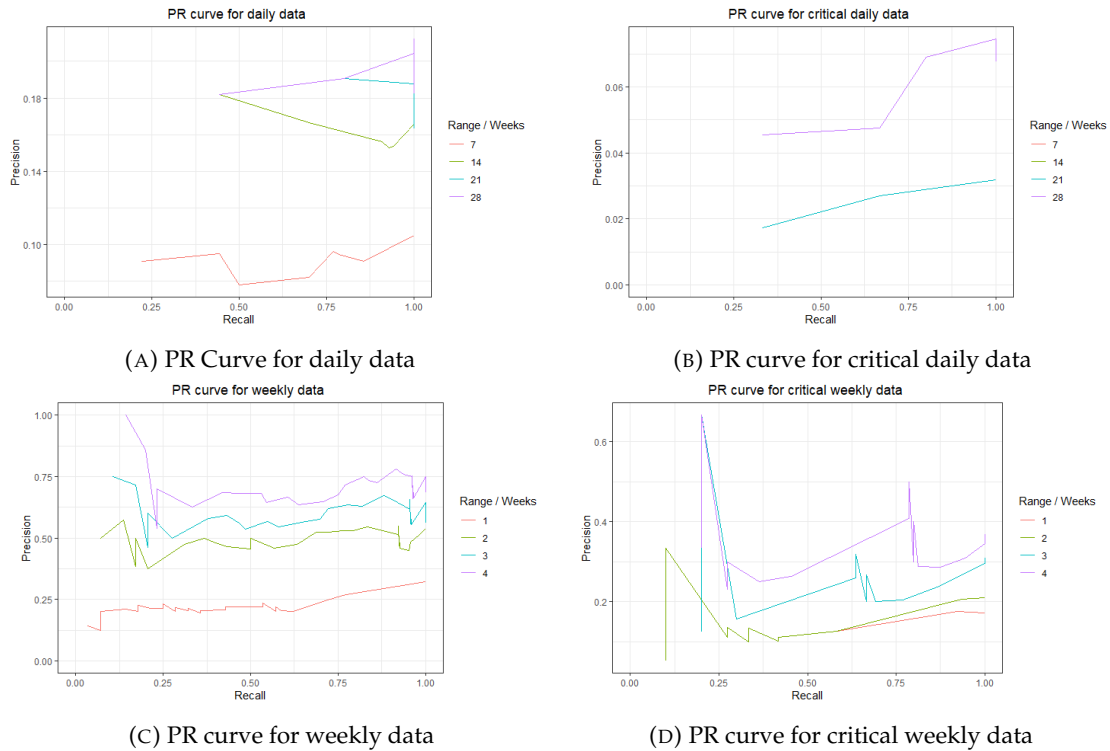 PR curve for daily data
0.18
0.14
0.10
Precision
0.00
0.25
0.50
0.75
1.00
Recall
Range / Weeks
7
14
21
28
(A) PR Curve for daily data
PR curve for critical daily data
0.06
0.04
0.02
0.00
Precision
0.00
0.25
0.50
0.75
1.00
Recall
Range / Weeks
7
14
21
28
(B) PR curve for critical daily data
PR curve for weekly data
1.00
0.75
0.50
0.25
0.00
Precision
0.00
0.25
0.50
0.75
1.00
Recall
Range / Weeks
1
2
3
4
(C) PR curve for weekly data
PR curve for critical weekly data
0.6
0.4
0.2
Precision
0.00
0.25
0.50
0.75
1.00
Recall
Range / Weeks
1
2
3
4
(D) PR curve for critical weekly data